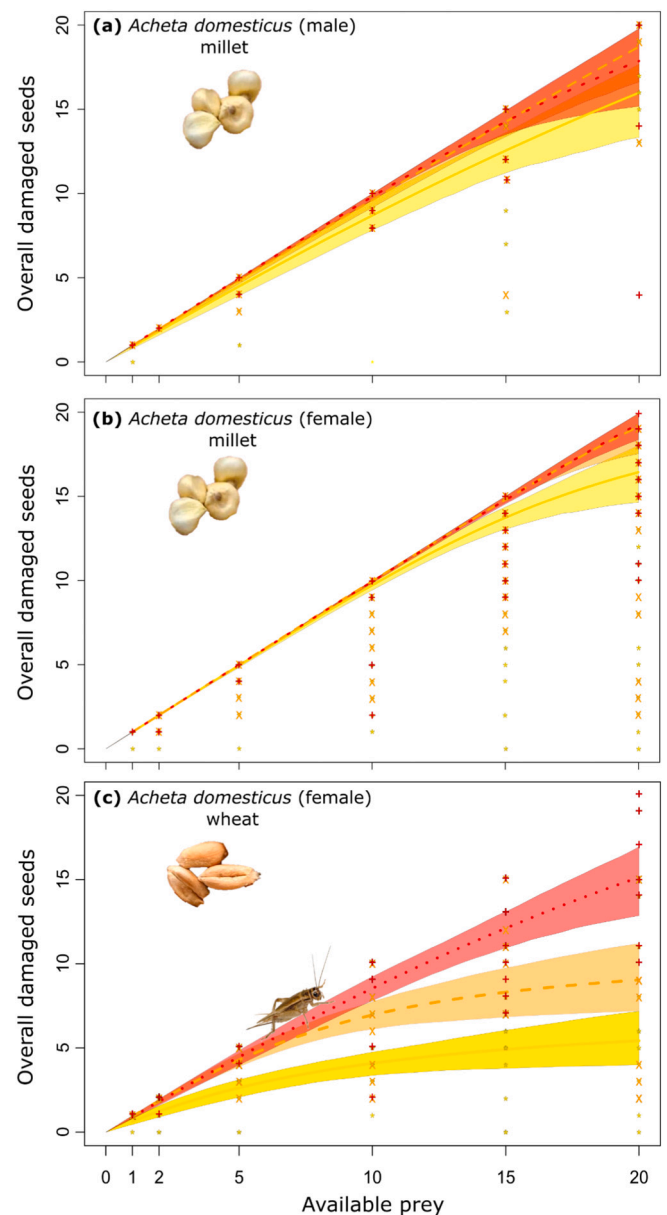 (a) Acheta domesticus (male)
millet
Overall damaged seeds
20
15
10
5
0
(b) Acheta domesticus (female)
millet
Overall damaged seeds
20
15
10
5
0
(c) Acheta domesticus (female)
wheat
Overall damaged seeds
20
15
10
5
0
0 1 2 5 10 15 20
Available prey